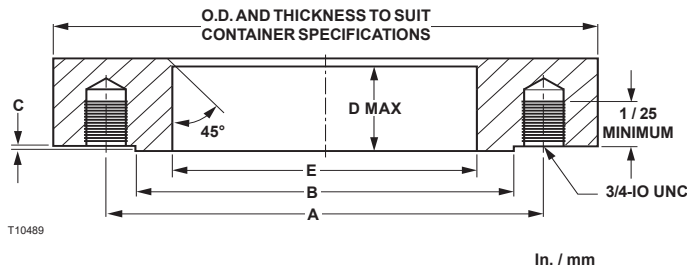 O.D. AND THICKNESS TO SUIT
CONTAINER SPECIFICATIONS
C
D MAX
1 / 25
MINIMUM
45°
E
B
3/4-IO UNC
A
T10489
In. / mm